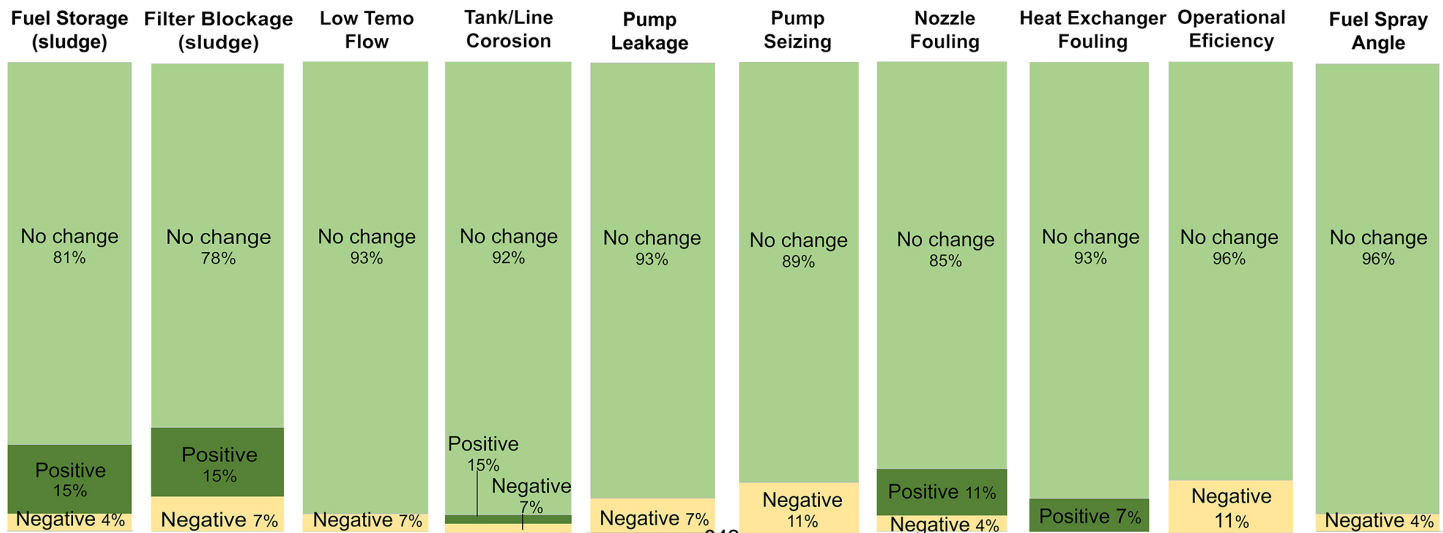 Fuel Storage
(sludge)
Filter Blockage
(sludge)
Low Temo
Flow
Tank/Line
Corosion
Pump
Leakage
Pump
Seizing
Nozzle
Fouling
Heat Exchanger
Fouling
Operational
Eficiency
Fuel Spray
Angle
No change
81%
Positive
15%
Negative 4%
No change
78%
Positive
15%
Negative 7%
No change
93%
Negative 7%
No change
92%
Positive
15%
Negative
7%
No change
93%
Negative 7%
No change
89%
Negative
11%
No change
85%
Positive 11%
Negative 4%
No change
93%
Positive 7%
No change
96%
Negative
11%
No change
96%
Negative 4%